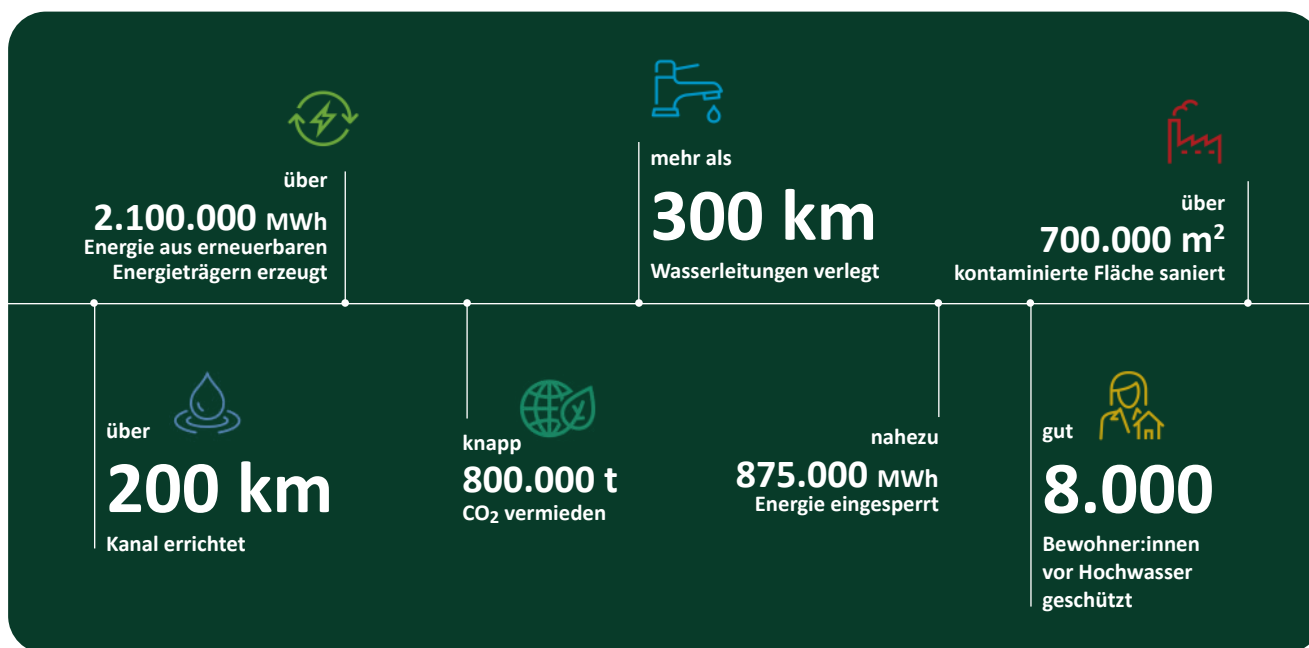 über
2.100.000 MWh
Energie aus erneuerbaren
Energieträgern erzeugt
mehr als
300 km
Wasserleitungen verlegt
über
700.000 m²
kontaminierte Fläche saniert
über
200 km
Kanal errichtet
knapp
800.000 t
CO₂ vermieden
nahezu
875.000 MWh
Energie eingesperrt
gut
8.000
Bewohner:innen
vor Hochwasser
geschützt